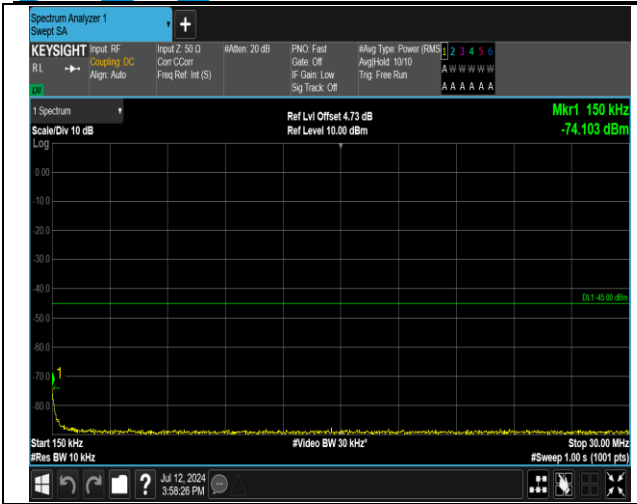 Spectrum Analyzer 1
Swept SA
+
KEYSIGHT Input: RF Input Z: 50 Ω #Atten: 20 dB PNO: Fast #Avg Type: Power (RMS 1 2 3 4 5 6
RL Coupling: DC Corr CCorr Gate: Off Avg|Hold: 10/10 A W W W W W
Align: Auto Freq Ref: Int (S) IF Gain: Low Trig: Free Run
Sig Track: Off A A A A A A
LXI
1 Spectrum Ref Lvl Offset 4.73 dB Mkr1 150 kHz
Scale/Div 10 dB Ref Level 10.00 dBm -74.103 dBm
Log
0.00
-10.0
-20.0
-30.0
-40.0
DL1 -45.00 dBm
-50.0
-60.0
-70.0 1
-80.0
Start 150 kHz #Video BW 30 kHz* Stop 30.00 MHz
#Res BW 10 kHz #Sweep 1.00 s (1001 pts)
? Jul 12, 2024
3:58:26 PM